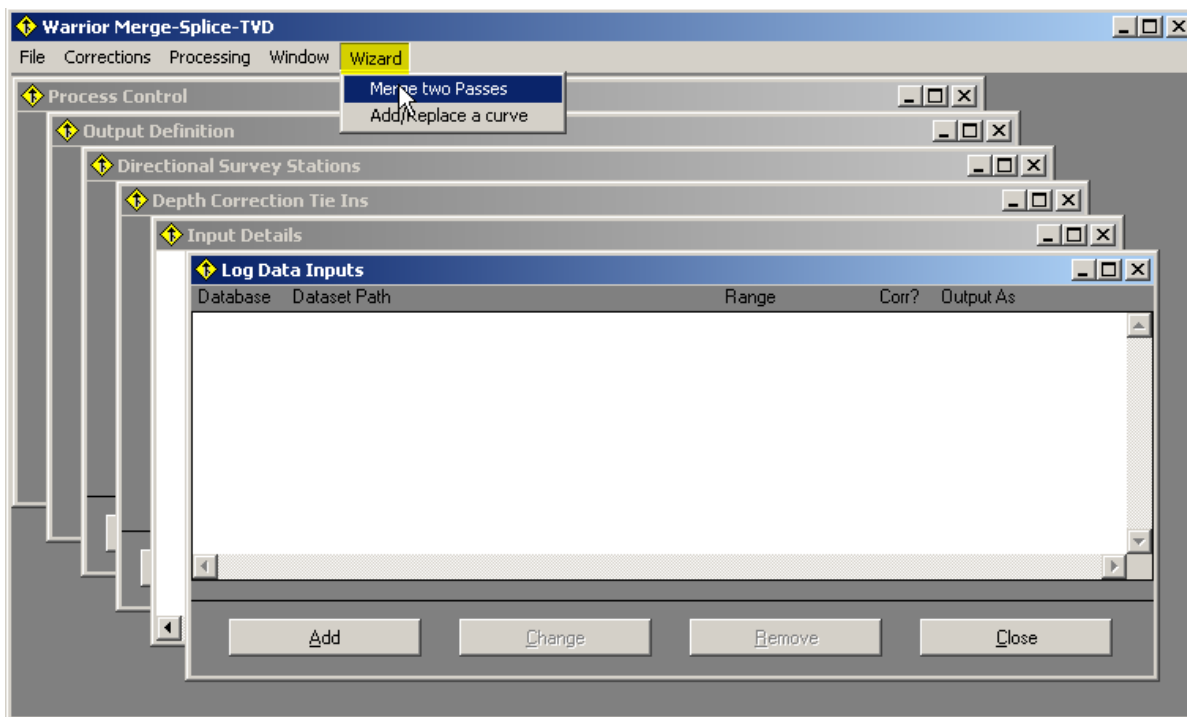 Warrior Merge-Splice-TVD
File Corrections Processing Window Wizard
Merge two Passes
Add/Replace a curve
Process Control
Output Definition
Directional Survey Stations
Depth Correction Tie Ins
Input Details
Log Data Inputs
Database Dataset Path Range Corr? Output As
Add Change Remove Close